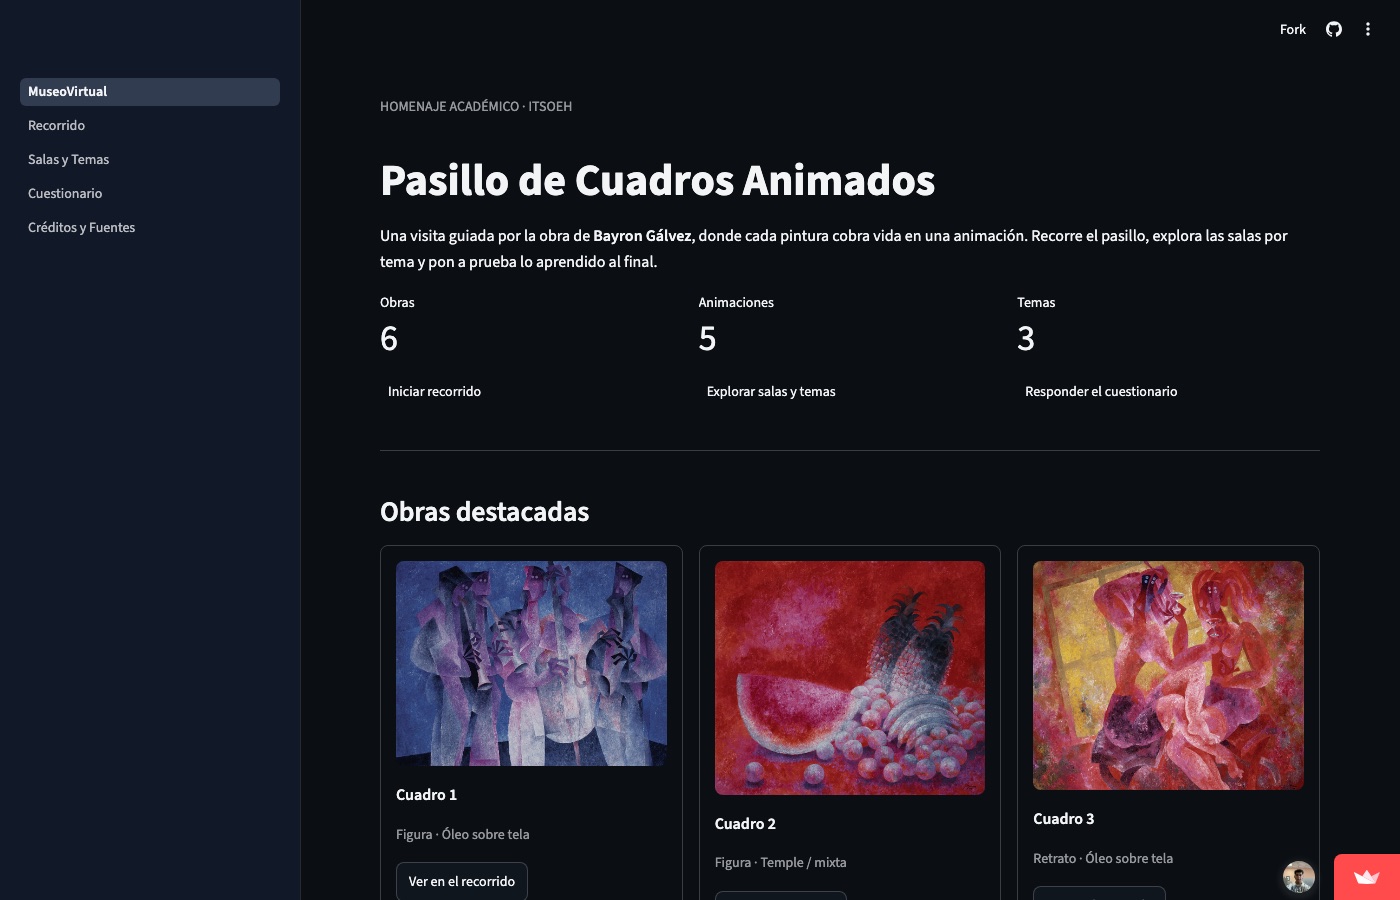 Fork
MuseoVirtual
Recorrido
Salas y Temas
Cuestionario
Créditos y Fuentes
HOMENAJE ACADÉMICO · ITSOEH
Pasillo de Cuadros Animados
Una visita guiada por la obra de Bayron Gálvez, donde cada pintura cobra vida en una animación. Recorre el pasillo, explora las salas por
tema y pon a prueba lo aprendido al final.
Obras
6
Animaciones
5
Temas
3
Iniciar recorrido
Explorar salas y temas
Responder el cuestionario
Obras destacadas
Cuadro 1
Figura · Óleo sobre tela
Ver en el recorrido
Cuadro 2
Figura · Temple / mixta
Cuadro 3
Retrato · Óleo sobre tela